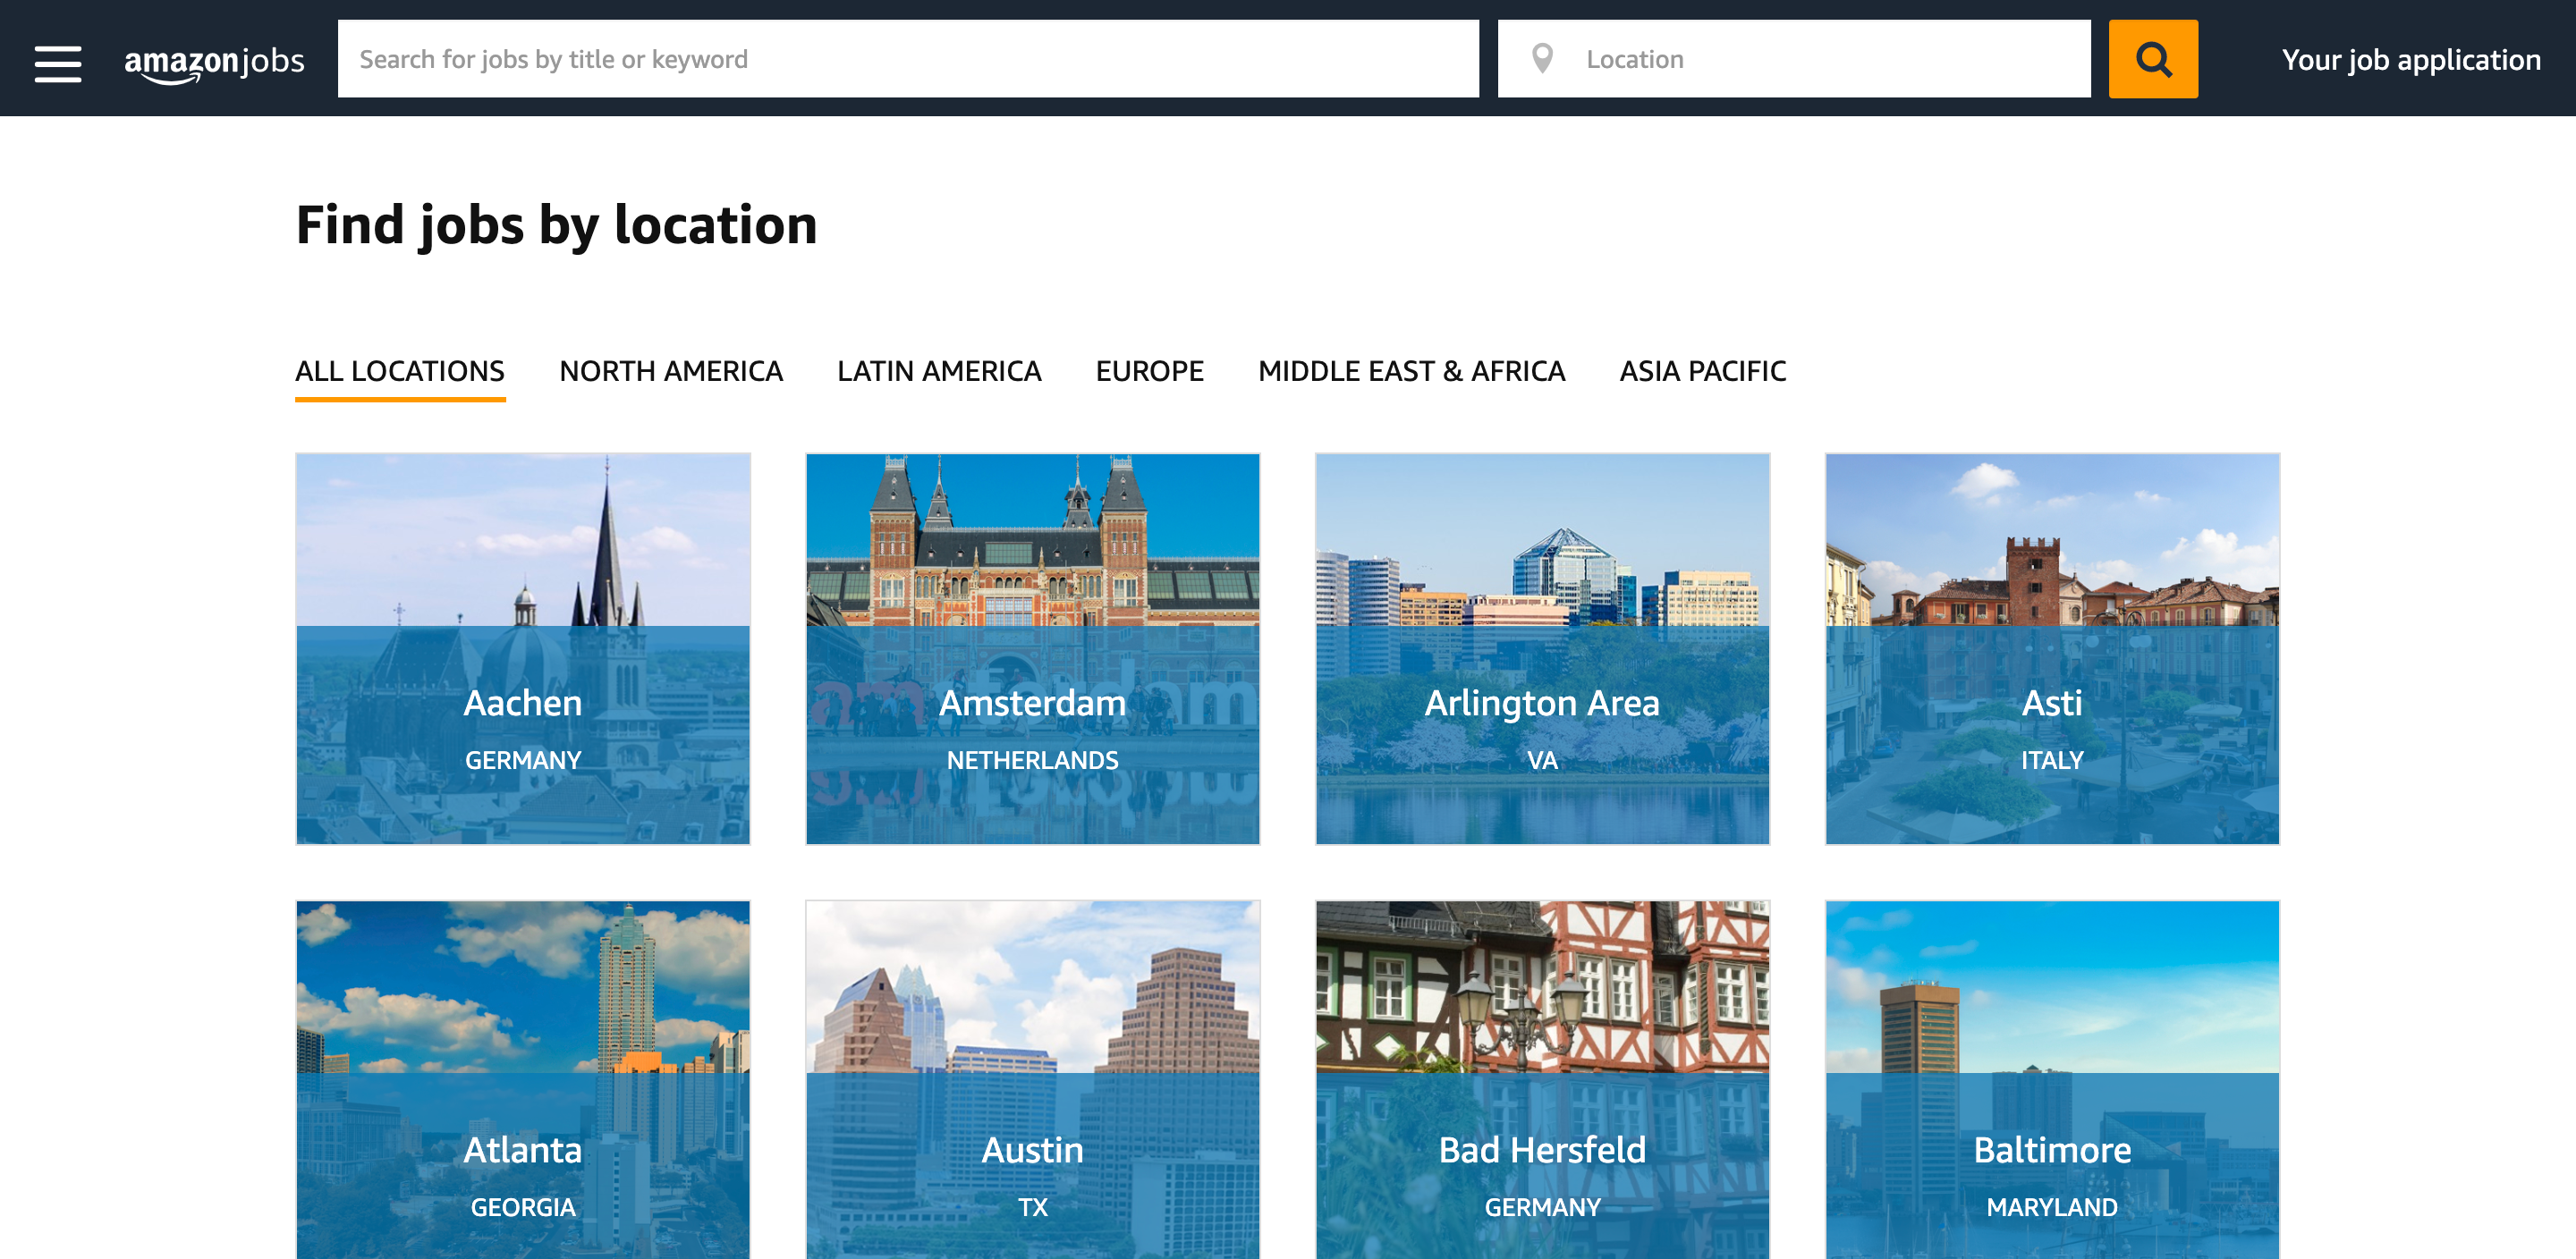 amazonjobs
Search for jobs by title or keyword
Location
Your job application
Find jobs by location
ALL LOCATIONS
NORTH AMERICA
LATIN AMERICA
EUROPE
MIDDLE EAST & AFRICA
ASIA PACIFIC
Aachen
GERMANY
Amsterdam
NETHERLANDS
Arlington Area
VA
Asti
ITALY
Atlanta
GEORGIA
Austin
TX
Bad Hersfeld
GERMANY
Baltimore
MARYLAND